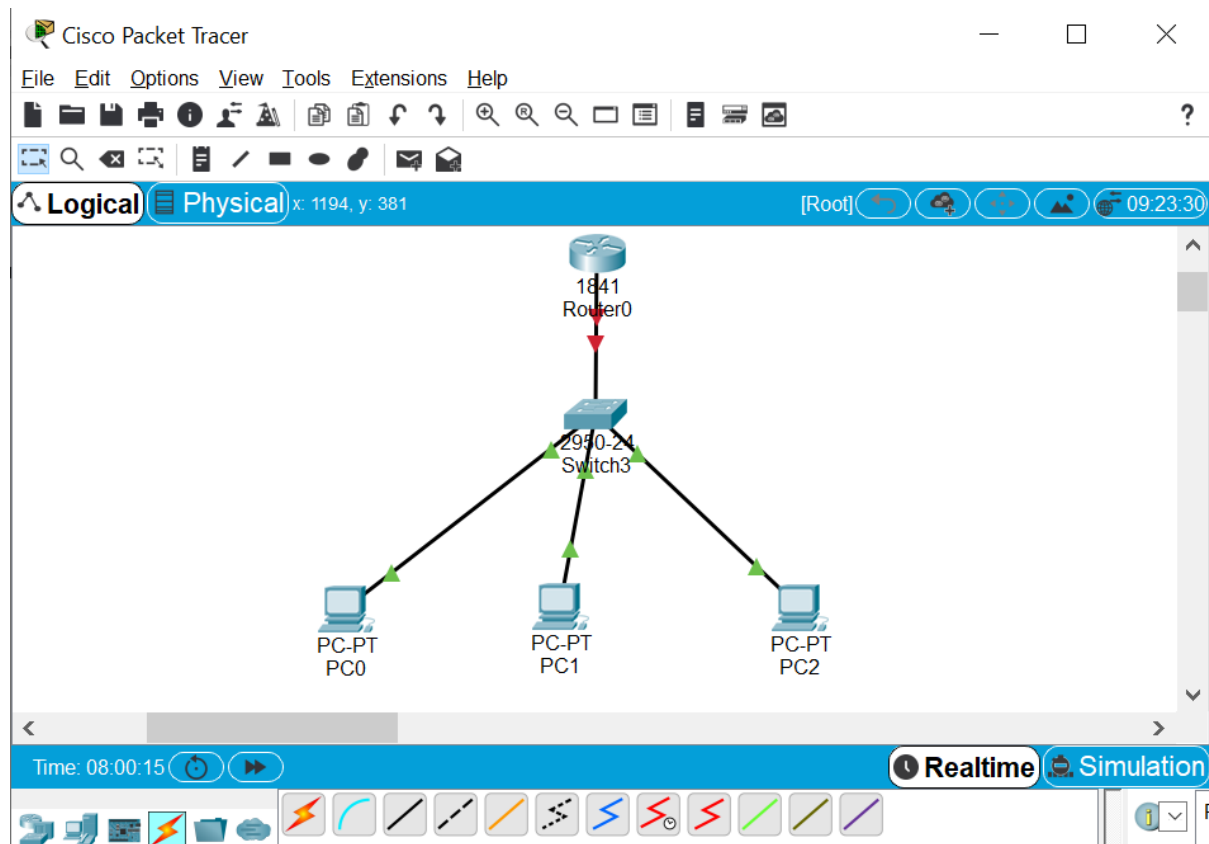 Cisco Packet Tracer
File Edit Options View Tools Extensions Help
?
Logical Physical x: 1194, y: 381 [Root] 09:23:30
1841
Router0
2950-24
Switch3
PC-PT
PC0
PC-PT
PC1
PC-PT
PC2
Time: 08:00:15 Realtime Simulation